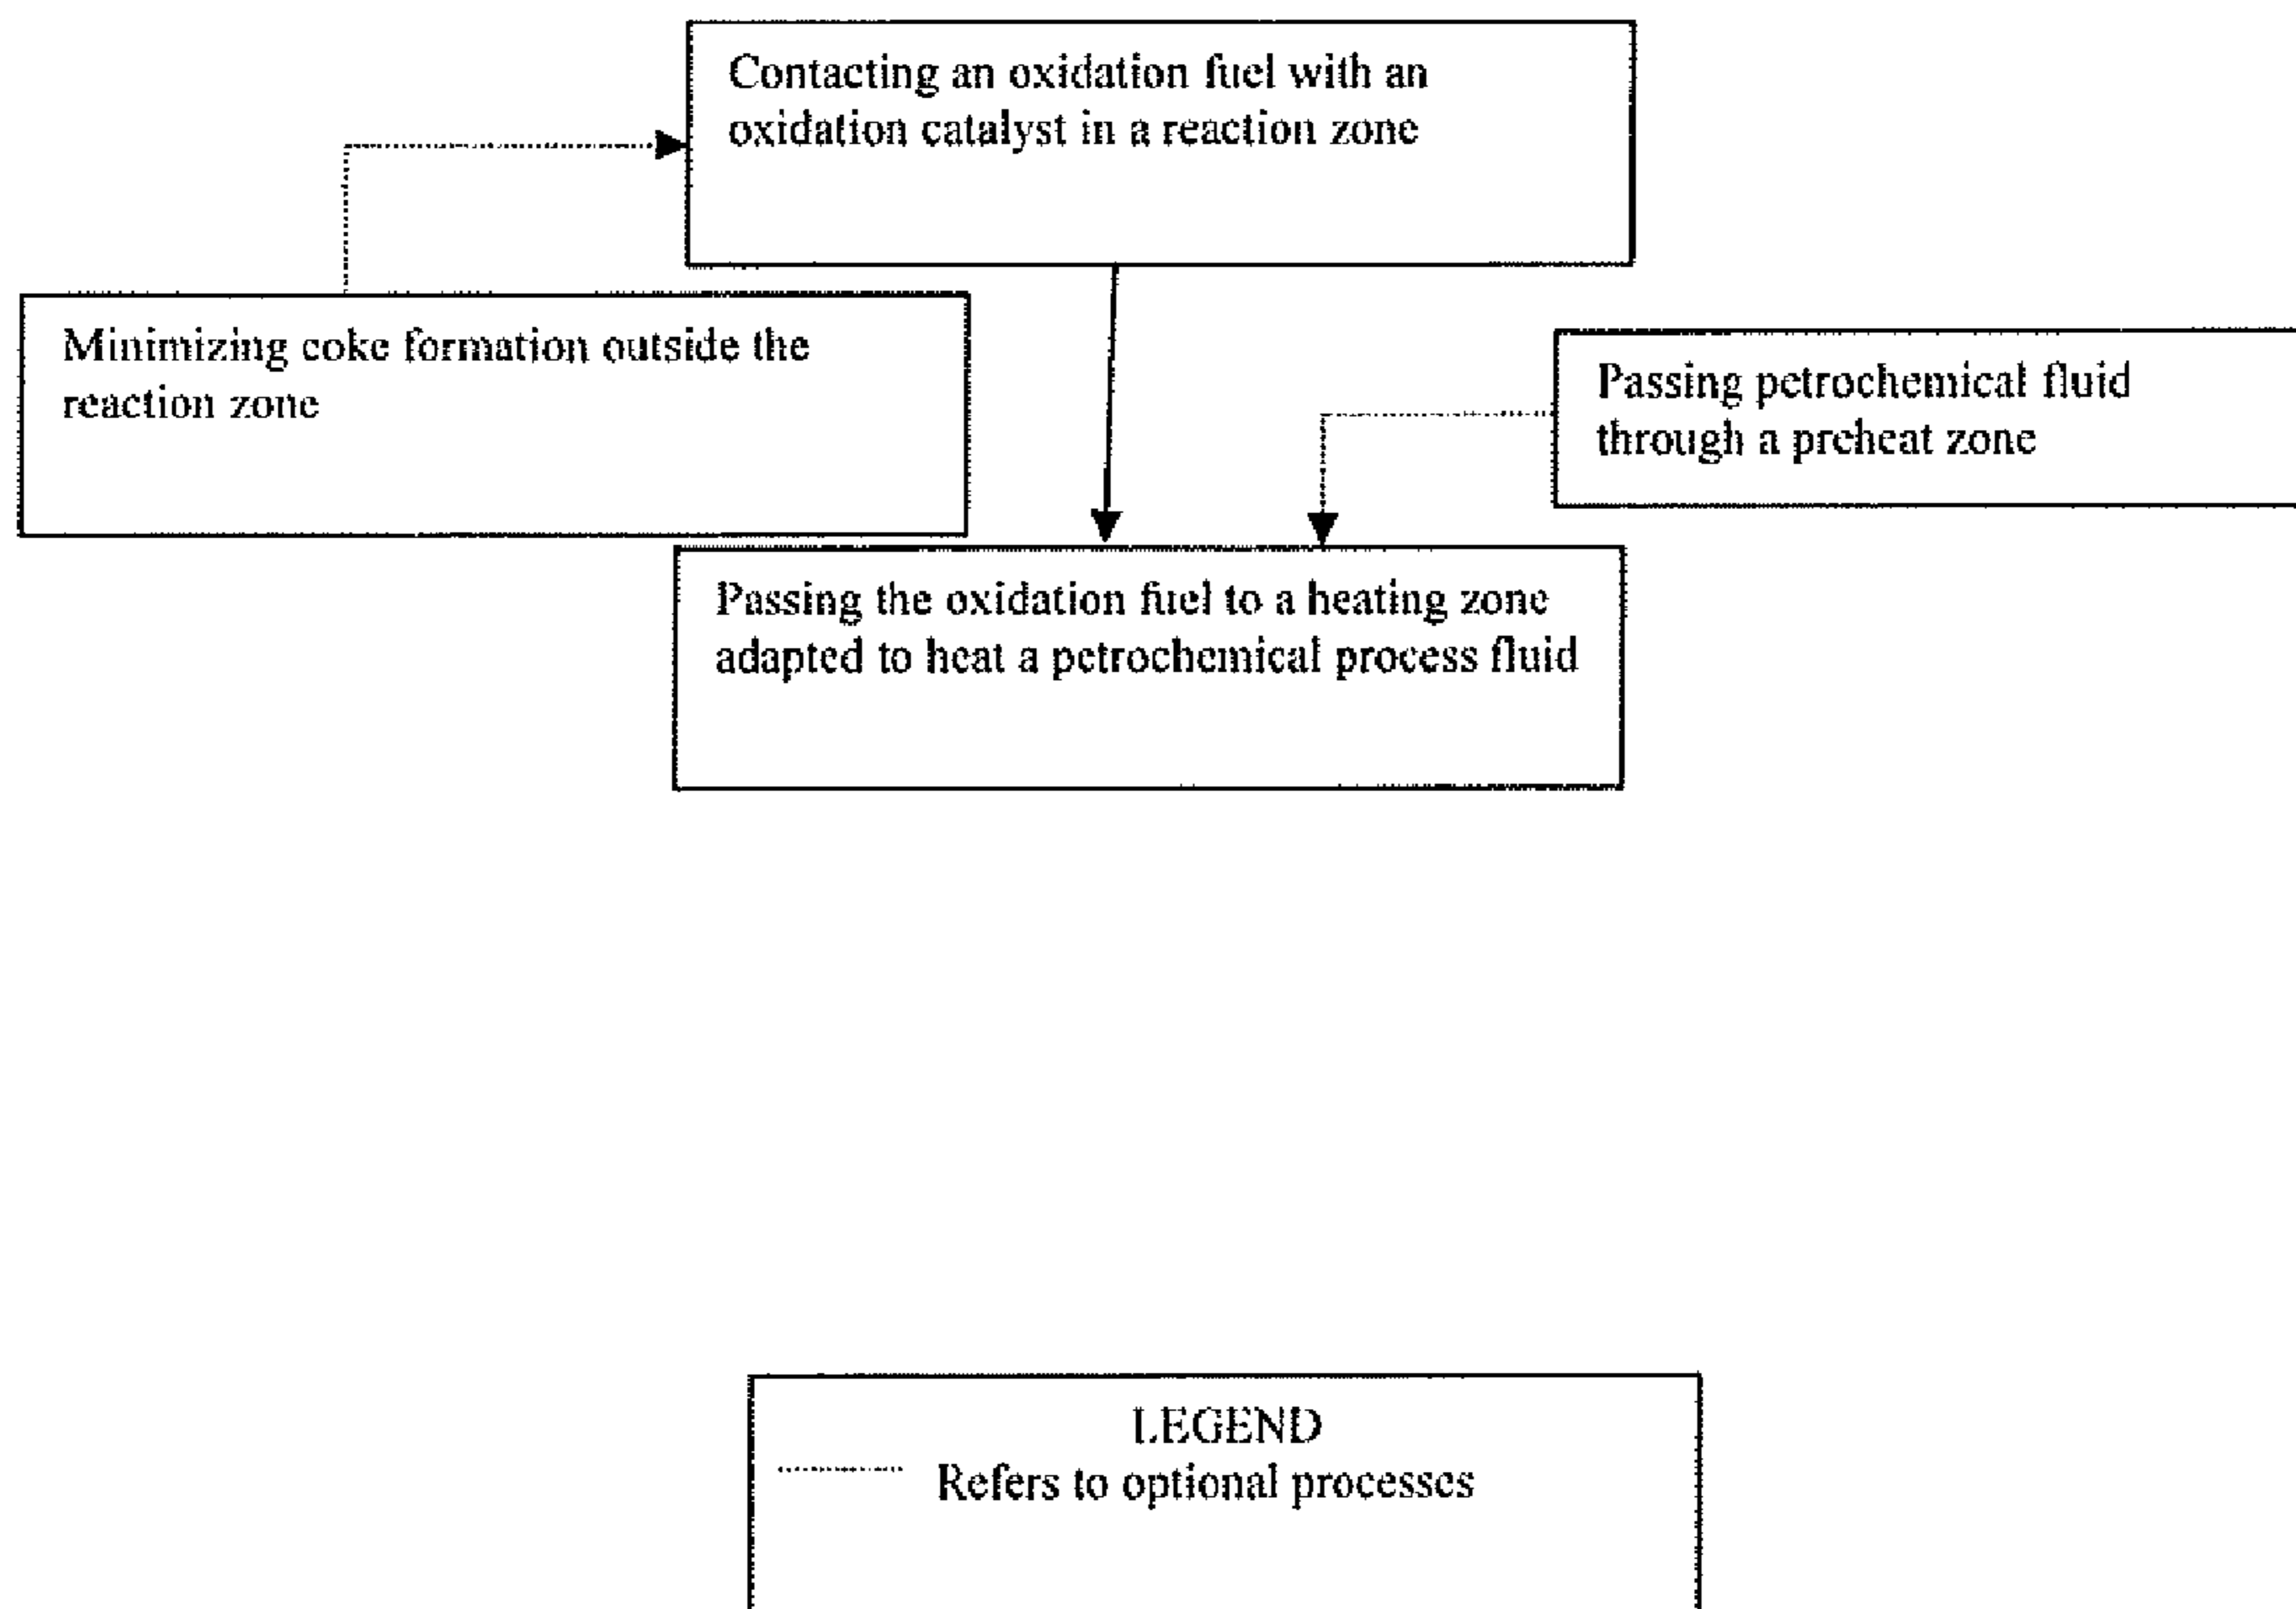 Contacting an oxidation fuel with an
oxidation catalyst in a reaction zone
Minimizing coke formation outside the
reaction zone
Passing petrochemical fluid
through a preheat zone
Passing the oxidation fuel to a heating zone
adapted to heat a petrochemical process fluid
LEGEND
Refers to optional processes